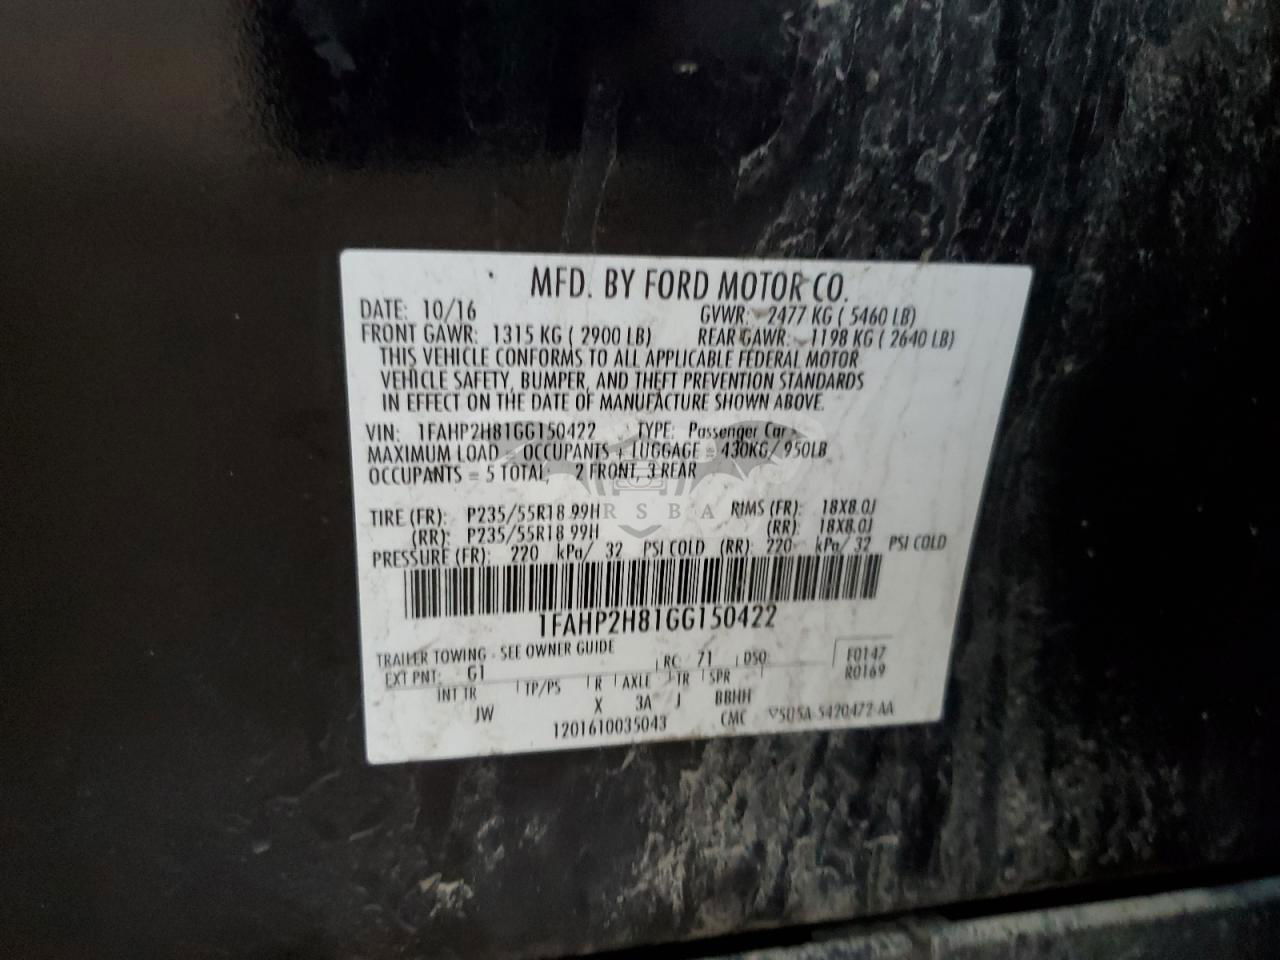 MFD. BY FORD MOTOR CO.
DATE: 10/16 GVWR: 2477 KG ( 5460 LB)
FRONT GAWR: 1315 KG ( 2900 LB) REAR GAWR: 1198 KG ( 2640 LB)
THIS VEHICLE CONFORMS TO ALL APPLICABLE FEDERAL MOTOR
VEHICLE SAFETY, BUMPER, AND THEFT PREVENTION STANDARDS
IN EFFECT ON THE DATE OF MANUFACTURE SHOWN ABOVE.
VIN: 1FAHP2H81GG150422 TYPE: Passenger Car
MAXIMUM LOAD = OCCUPANTS + LUGGAGE = 430KG/ 950LB
OCCUPANTS = 5 TOTAL; 2 FRONT, 3 REAR
RSBA
TIRE (FR): P235/55R18 99H RIMS (FR): 18X8.0J
(RR): P235/55R18 99H (RR): 18X8.0J
PRESSURE (FR): 220 kPa/ 32 PSI COLD (RR): 220 kPa/ 32 PSI COLD
1FAHP2H81GG150422
TRAILER TOWING - SEE OWNER GUIDE
EXT PNT: G1 RC: 71 DSO: F0147
R0169
INT TR TP/PS R AXLE TR SPR
JW X 3A J BBHH
1201610035043 CMC 5U5A-5420472-AA